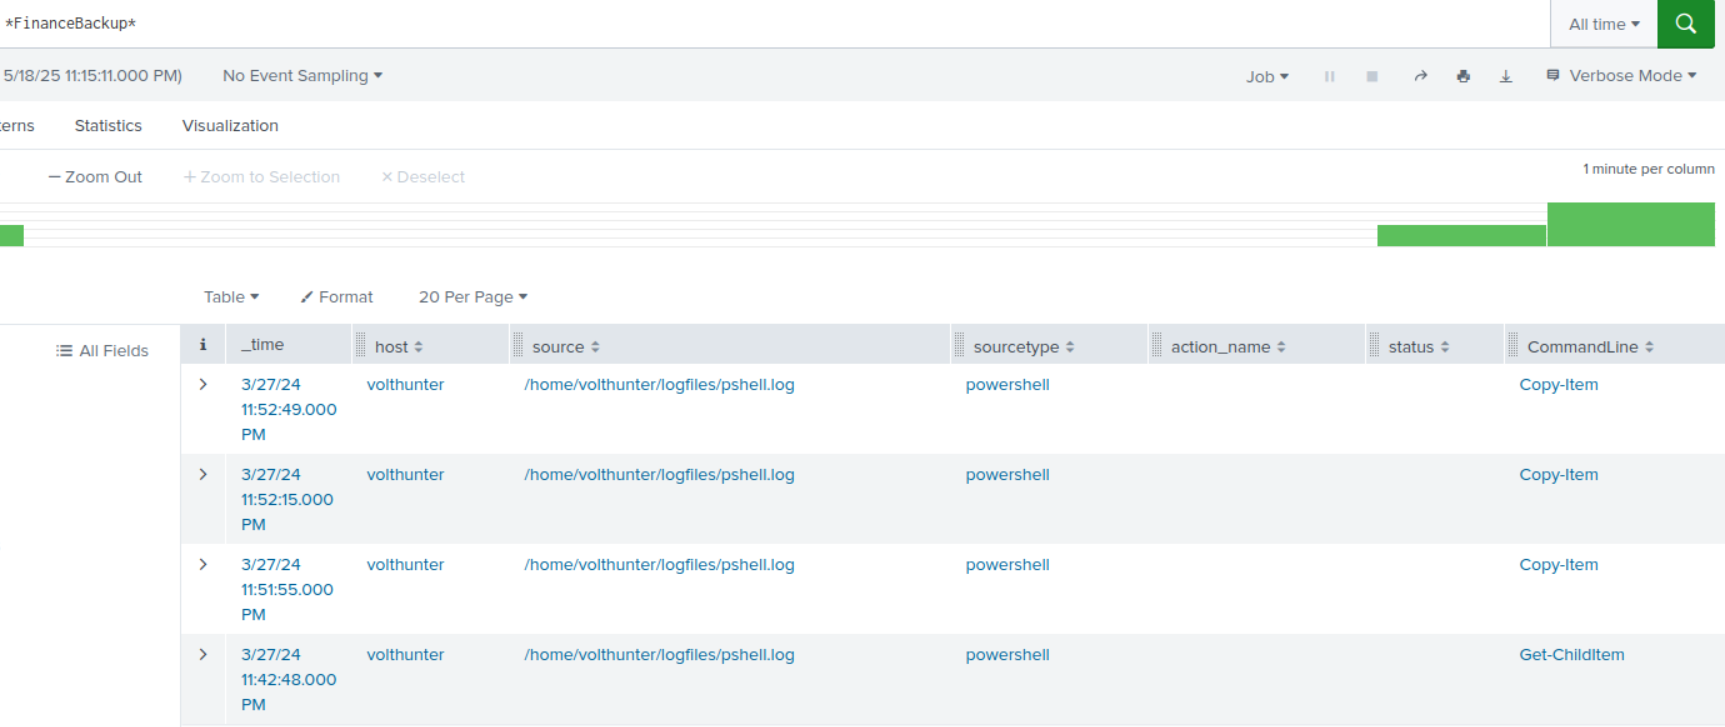 *FinanceBackup*
All time
5/18/25 11:15:11.000 PM)
No Event Sampling
Job
Verbose Mode
erns
Statistics
Visualization
— Zoom Out
+ Zoom to Selection
× Deselect
1 minute per column
Table
Format
20 Per Page
All Fields
i
_time
host
source
sourcetype
action_name
status
CommandLine
3/27/24
11:52:49.000
PM
volthunter
/home/volthunter/logfiles/pshell.log
powershell
Copy-Item
3/27/24
11:52:15.000
PM
volthunter
/home/volthunter/logfiles/pshell.log
powershell
Copy-Item
3/27/24
11:51:55.000
PM
volthunter
/home/volthunter/logfiles/pshell.log
powershell
Copy-Item
3/27/24
11:42:48.000
PM
volthunter
/home/volthunter/logfiles/pshell.log
powershell
Get-ChildItem